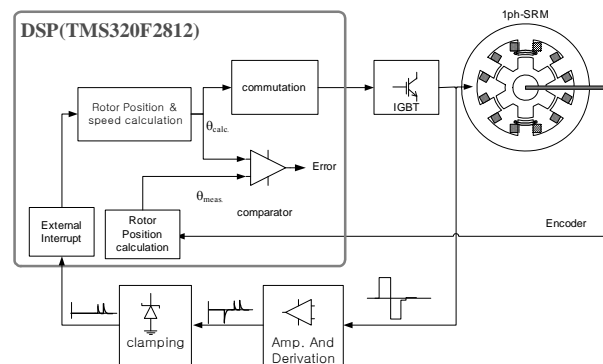 1ph-SRM
DSP(TMS320F2812)
commutation
IGBT
Rotor Position &
speed calculation
θcalc.
Error
θmeas.
comparator
External
Interrupt
Rotor
Position
calculation
Encoder
clamping
Amp. And
Derivation